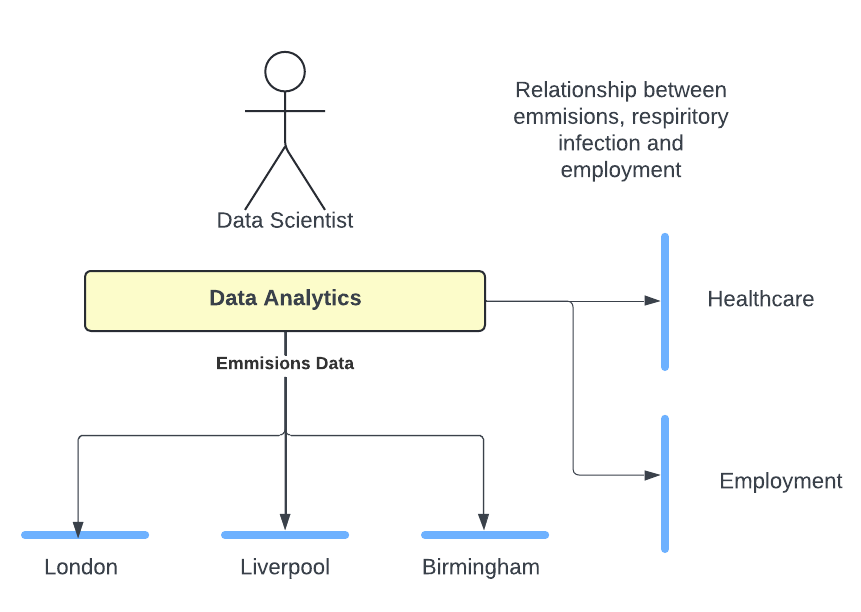 Relationship between
emmisions, respiritory
infection and
employment
Data Scientist
Data Analytics
Healthcare
Emmisions Data
Employment
London
Liverpool
Birmingham